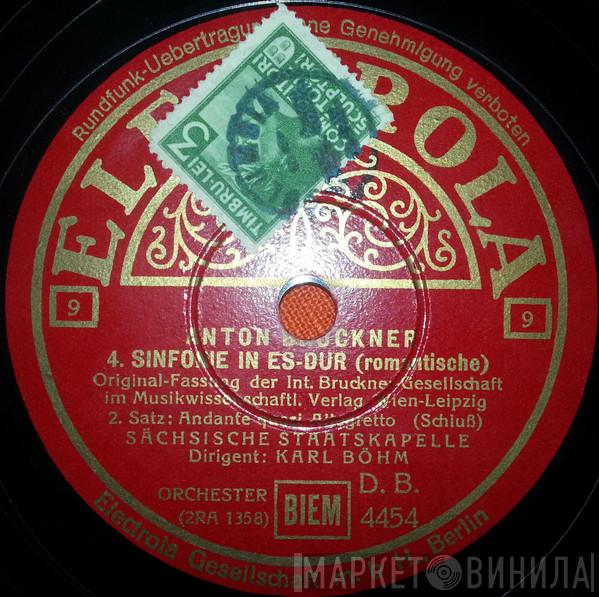 Rundfunk-Uebertragung ohne Genehmigung verboten
ELECTROLA
TIMBRU-LEI 3
9
9
ANTON BRUCKNER
4. SINFONIE IN ES-DUR (romantische)
Original-Fassung der Int. Bruckner Gesellschaft
im Musikwissenschaftl. Verlag Wien-Leipzig
2. Satz: Andante quasi Allegretto (Schluß)
SÄCHSISCHE STAATSKAPELLE
Dirigent: KARL BÖHM
ORCHESTER
(2RA 1358)
BIEM
D. B.
4454
Electrola Gesellschaft Berlin
МАРКЕТ ВИНИЛА